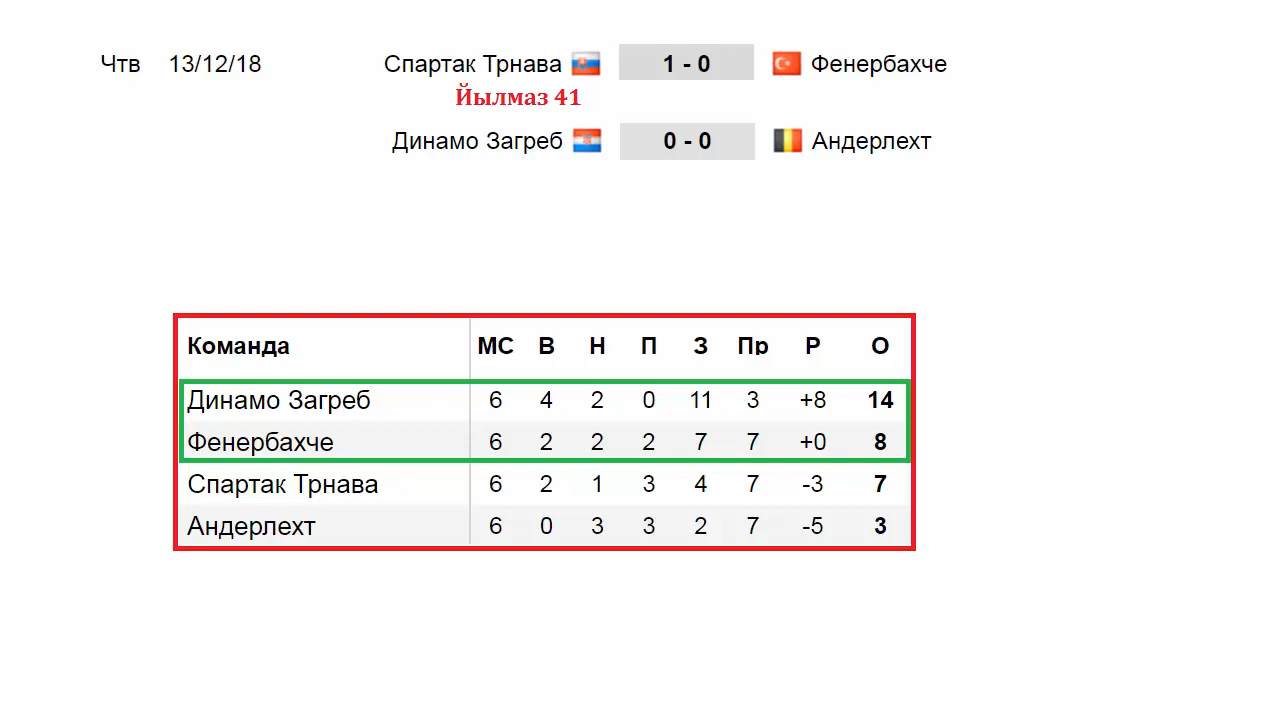 Чтв 13/12/18 Спартак Трнава 1 - 0 Фенербахче
Йылмаз 41
Динамо Загреб 0 - 0 Андерлехт
Команда МС В Н П З Пр Р О
Динамо Загреб 6 4 2 0 11 3 +8 14
Фенербахче 6 2 2 2 7 7 +0 8
Спартак Трнава 6 2 1 3 4 7 -3 7
Андерлехт 6 0 3 3 2 7 -5 3